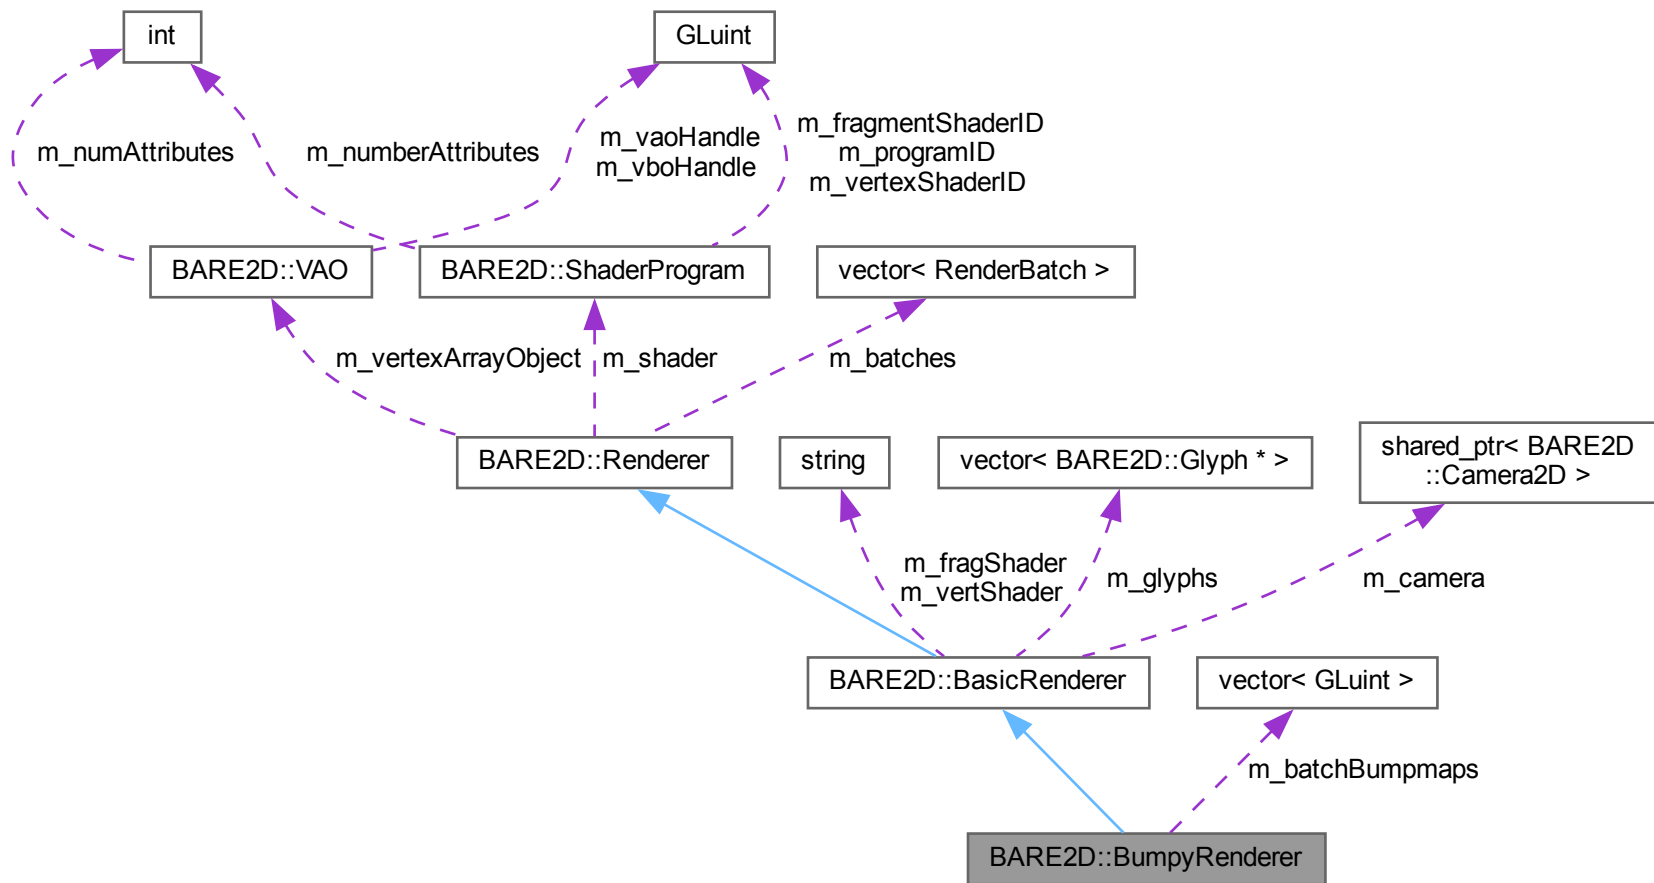 int
GLuint
m_numAttributes
m_numberAttributes
m_vaoHandle
m_vboHandle
m_fragmentShaderID
m_programID
m_vertexShaderID
BARE2D::VAO
BARE2D::ShaderProgram
vector< RenderBatch >
m_vertexArrayObject
m_shader
m_batches
BARE2D::Renderer
string
vector< BARE2D::Glyph * >
shared_ptr< BARE2D
::Camera2D >
m_fragShader
m_vertShader
m_glyphs
m_camera
BARE2D::BasicRenderer
vector< GLuint >
m_batchBumpmaps
BARE2D::BumpyRenderer